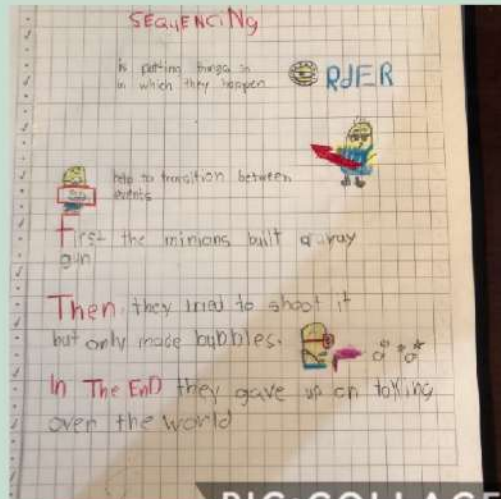 SEQUENCING
is putting things in
in which they happen
ORDER
help to transition between
events
First the minions built a ray
gun
Then they tried to shoot it
but only made bubbles.
In The End they gave up on taking
over the world
PIC COLLAGE